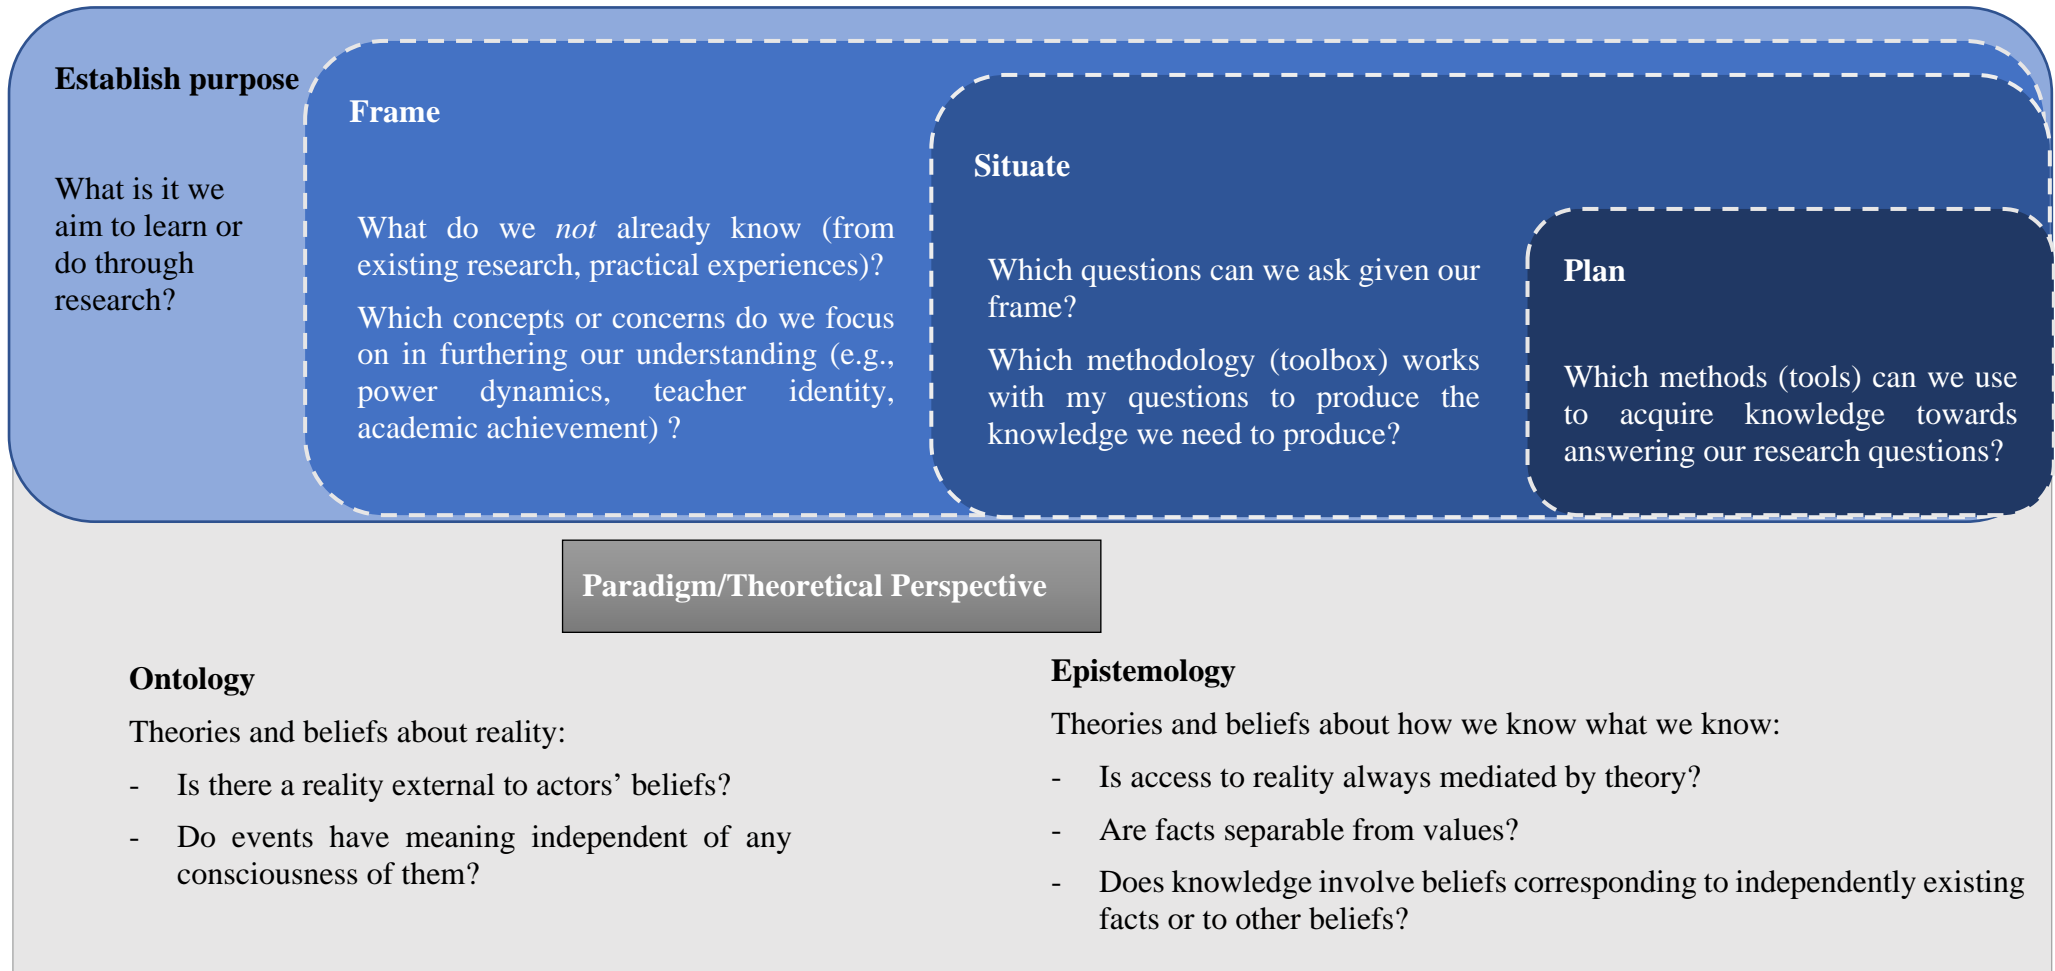 Establish purpose
What is it we
aim to learn or
do through
research?
Frame
What do we not already know (from
existing research, practical experiences)?
Which concepts or concerns do we focus
on in furthering our understanding (e.g.,
power dynamics, teacher identity,
academic achievement) ?
Situate
Which questions can we ask given our
frame?
Which methodology (toolbox) works
with my questions to produce the
knowledge we need to produce?
Plan
Which methods (tools) can we use
to acquire knowledge towards
answering our research questions?
Paradigm/Theoretical Perspective
Ontology
Theories and beliefs about reality:
- Is there a reality external to actors’ beliefs?
- Do events have meaning independent of any
consciousness of them?
Epistemology
Theories and beliefs about how we know what we know:
- Is access to reality always mediated by theory?
- Are facts separable from values?
- Does knowledge involve beliefs corresponding to independently existing
facts or to other beliefs?